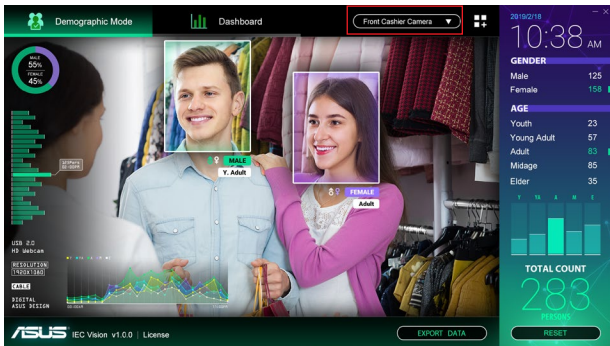 Demographic Mode
Dashboard
Front Cashier Camera
2019/2/18
10:38 AM
GENDER
Male 125
Female 158
AGE
Youth 23
Young Adult 57
Adult 83
Midage 85
Elder 35
Y YA A M E
TOTAL COUNT
283
PERSONS
RESET
MALE
55%
FEMALE
45%
MALE
Y. Adult
FEMALE
Adult
USB 2.0
HD Webcam
RESOLUTION
1920X1080
CABLE
DIGITAL
ASUS DESIGN
ASUS IEC Vision v1.0.0 | License
EXPORT DATA